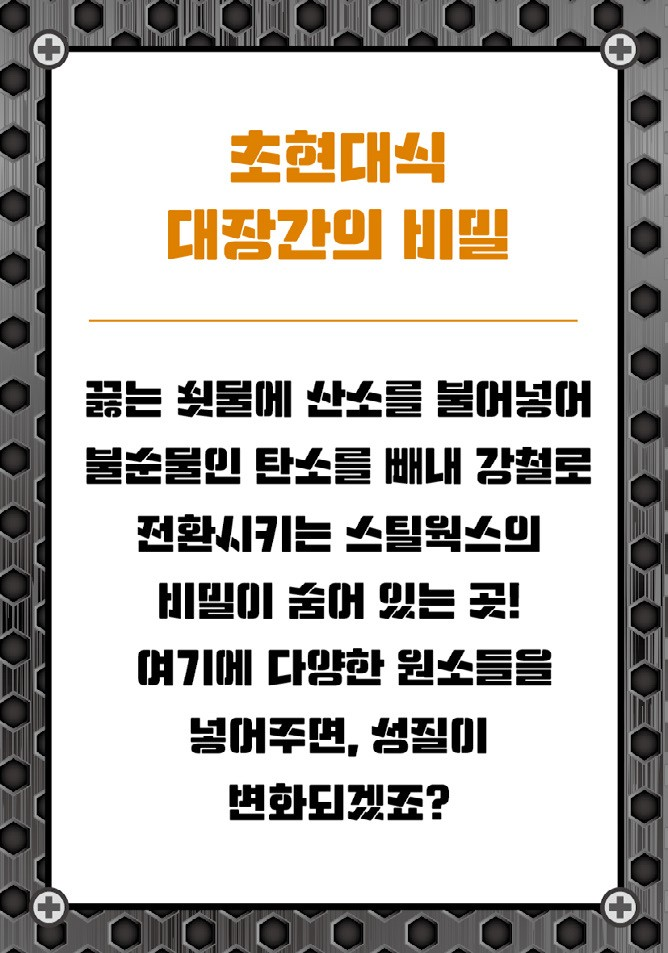 초현대식
대장간의 비밀
끓는 쇳물에 산소를 불어넣어
불순물인 탄소를 빼내 강철로
전환시키는 스틸웍스의
비밀이 숨어 있는 곳!
여기에 다양한 원소들을
넣어주면, 성질이
변화되겠죠?